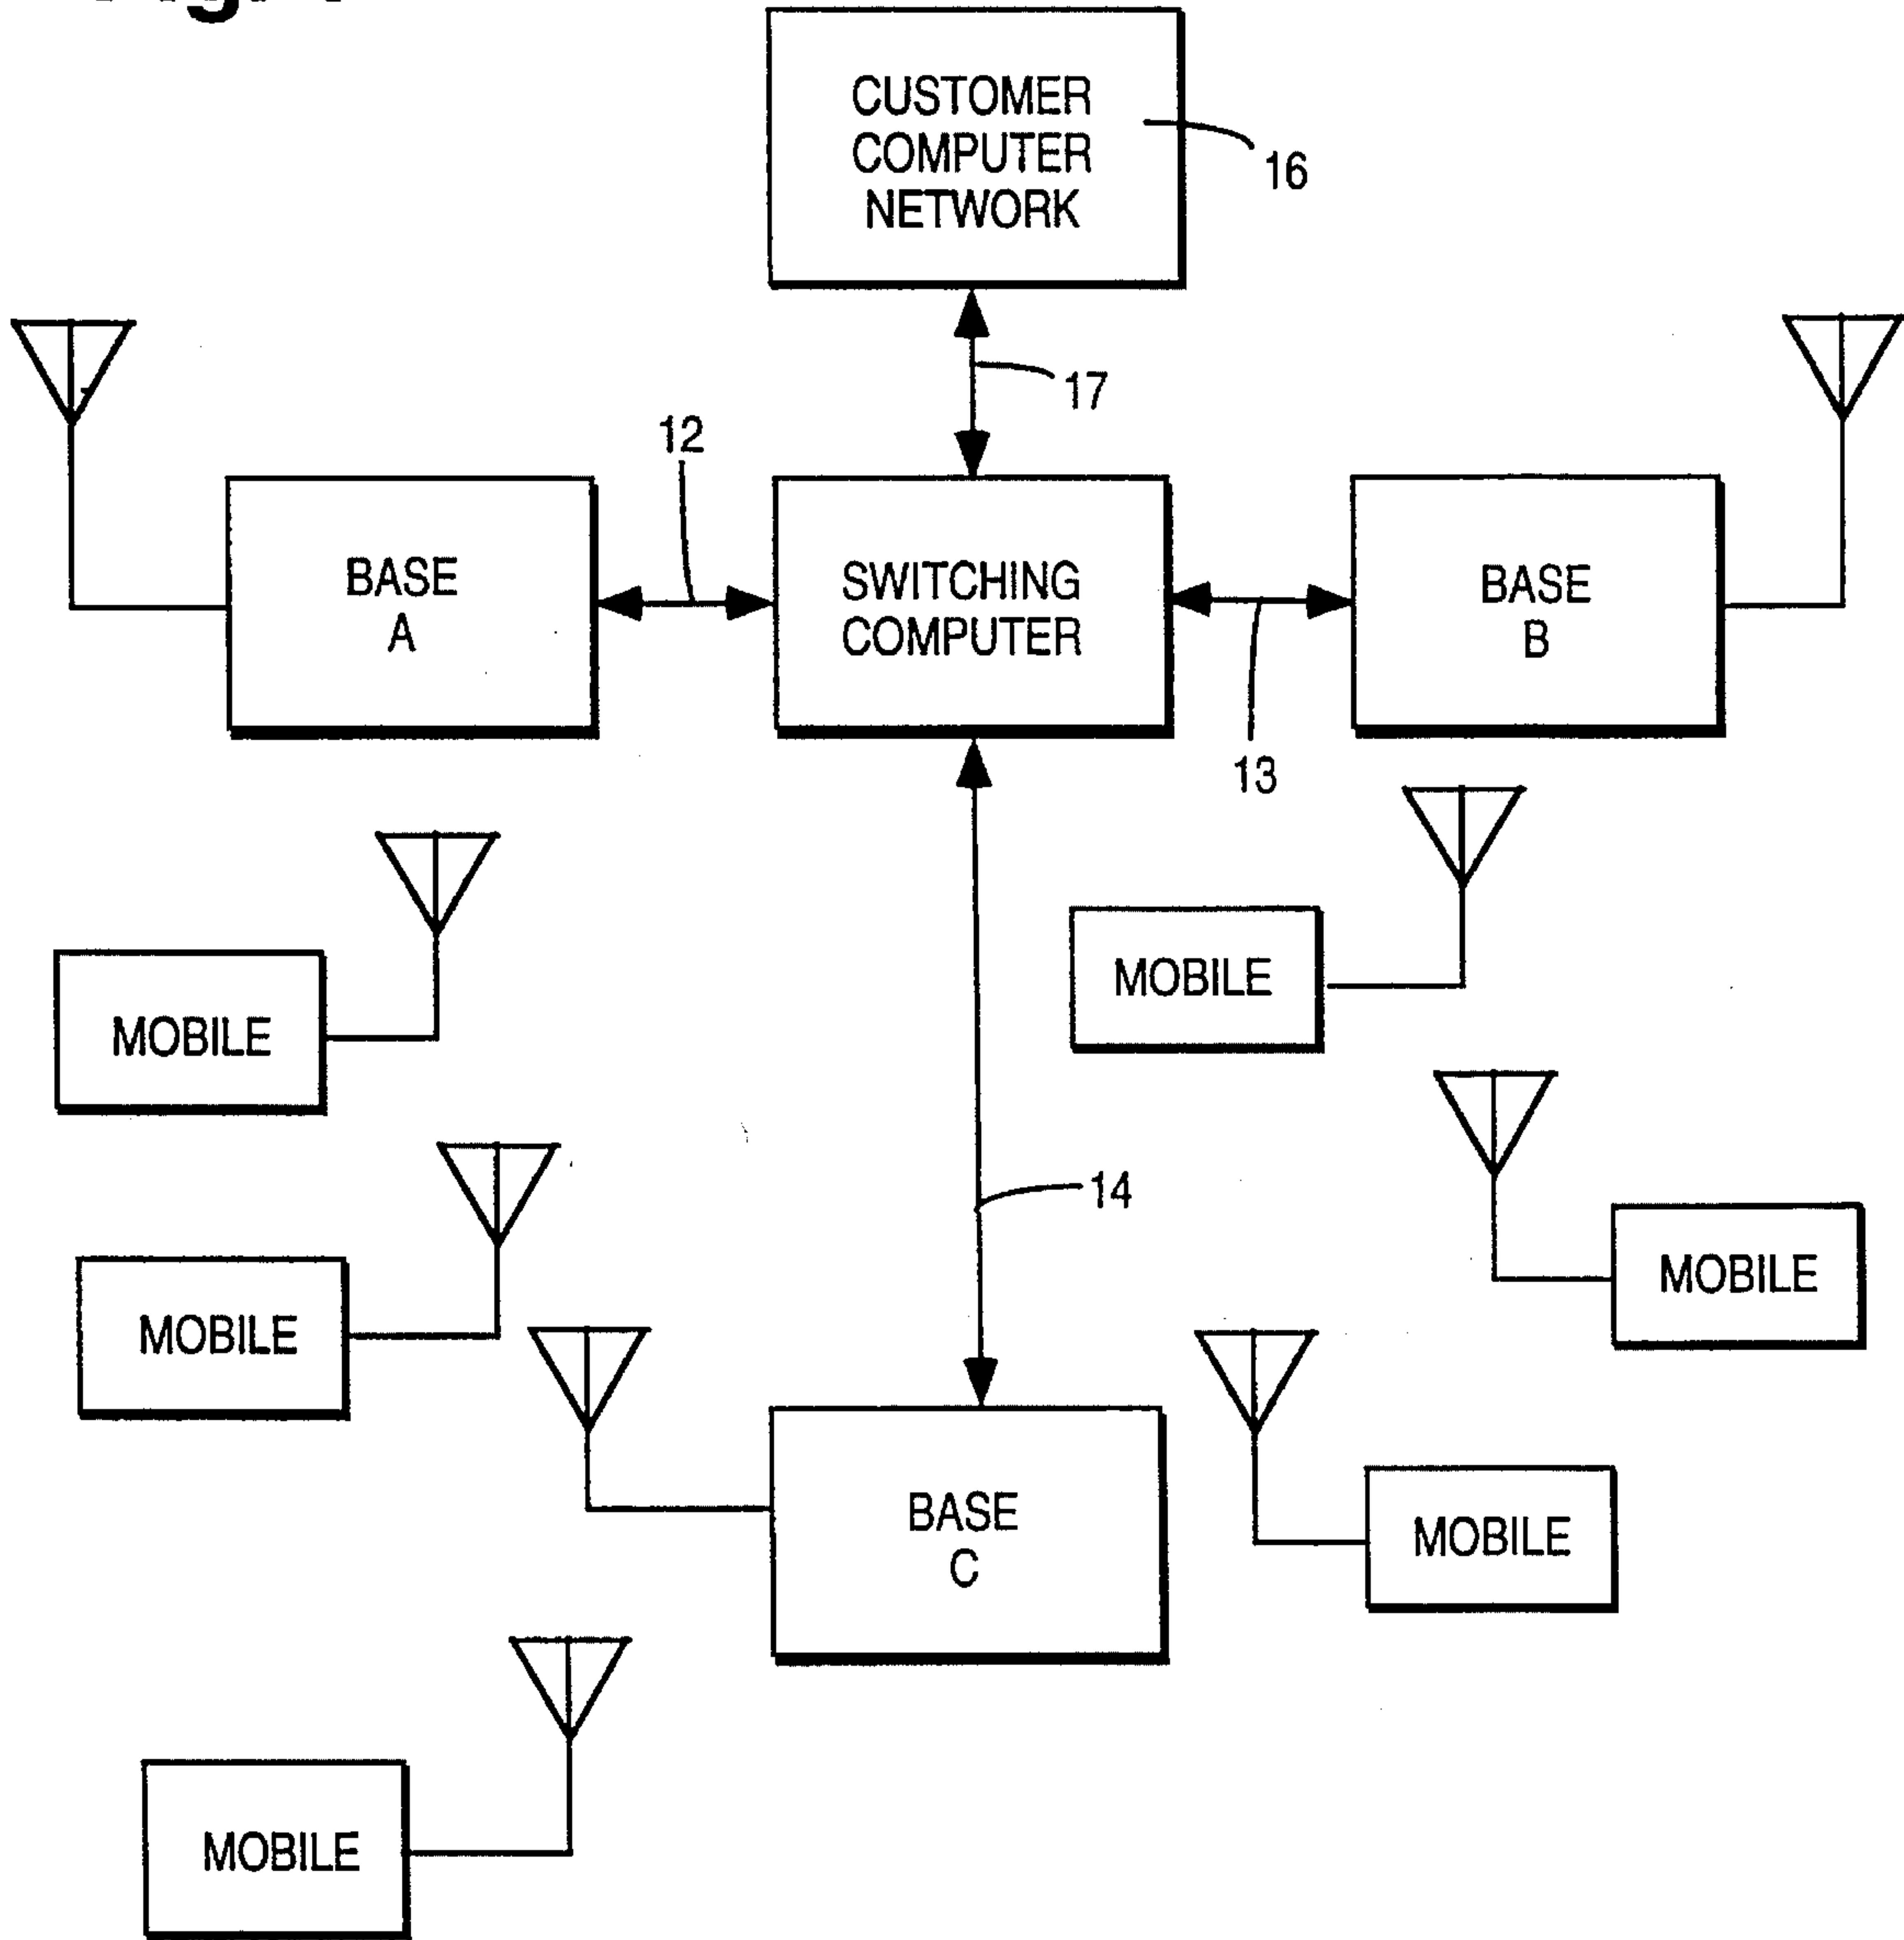 CUSTOMER
COMPUTER
NETWORK
16
17
12
BASE
A
SWITCHING
COMPUTER
BASE
B
13
MOBILE
MOBILE
14
MOBILE
MOBILE
BASE
C
MOBILE
MOBILE